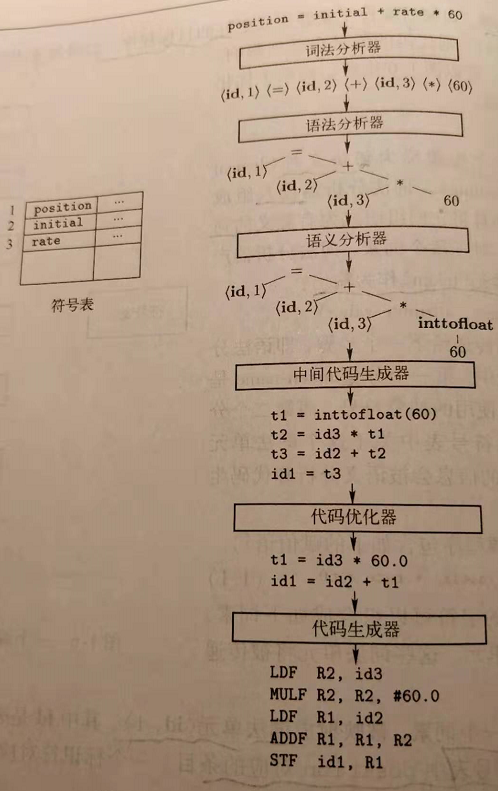 position = initial + rate * 60
词法分析器
⟨id, 1⟩ ⟨=⟩ ⟨id, 2⟩ ⟨+⟩ ⟨id, 3⟩ ⟨*⟩ ⟨60⟩
语法分析器
=
⟨id, 1⟩ +
⟨id, 2⟩ *
⟨id, 3⟩ 60
1 position ...
2 initial ...
3 rate ...
符号表
语义分析器
=
⟨id, 1⟩ +
⟨id, 2⟩ *
⟨id, 3⟩ inttofloat
60
中间代码生成器
t1 = inttofloat(60)
t2 = id3 * t1
t3 = id2 + t2
id1 = t3
代码优化器
t1 = id3 * 60.0
id1 = id2 + t1
代码生成器
LDF R2, id3
MULF R2, R2, #60.0
LDF R1, id2
ADDF R1, R1, R2
STF id1, R1